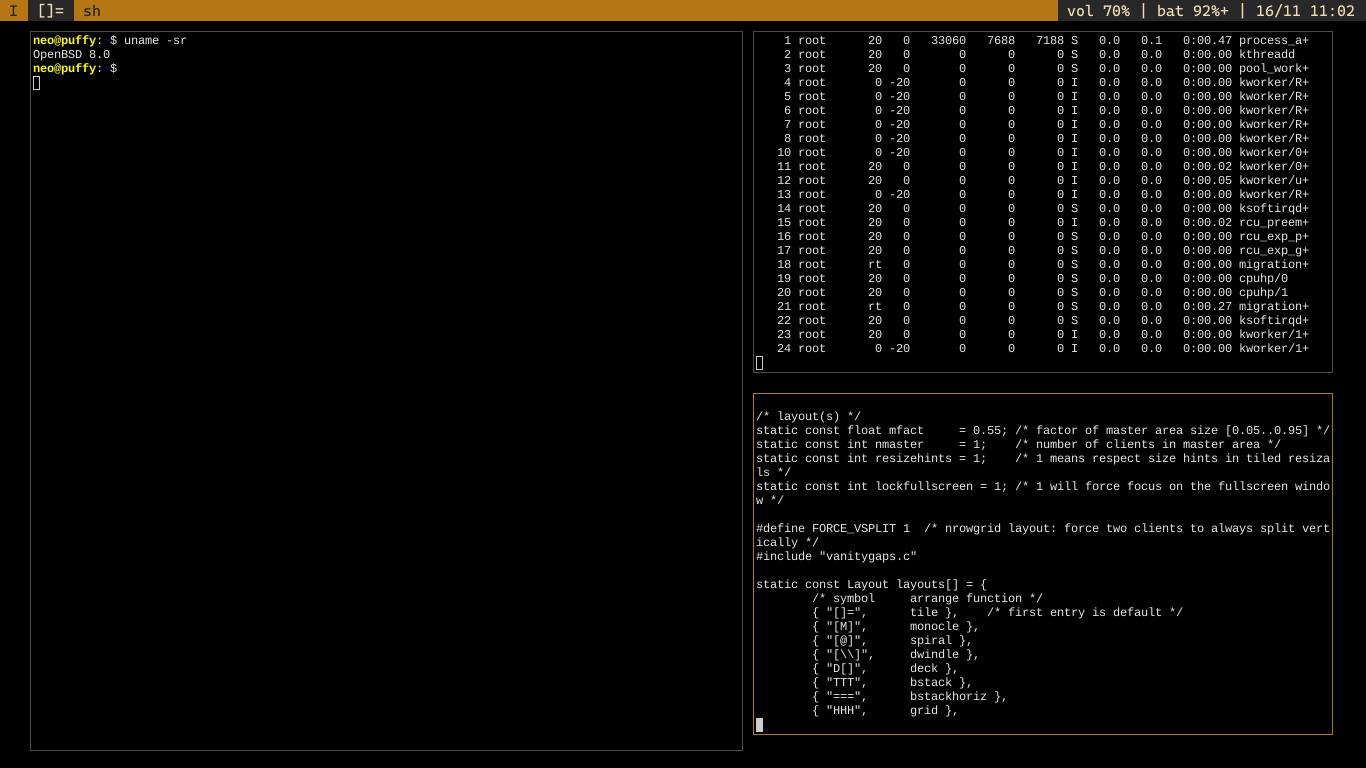 I []= sh vol 70% | bat 92%+ | 16/11 11:02
neo@puffy:~$ uname -sr
OpenBSD 8.0
neo@puffy:~$
1 root 20 0 33060 7688 7188 S 0.0 0.1 0:00.47 process_a+
2 root 20 0 0 0 0 S 0.0 0.0 0:00.00 kthreadd
3 root 20 0 0 0 0 S 0.0 0.0 0:00.00 pool_work+
4 root 0 -20 0 0 0 I 0.0 0.0 0:00.00 kworker/R+
5 root 0 -20 0 0 0 I 0.0 0.0 0:00.00 kworker/R+
6 root 0 -20 0 0 0 I 0.0 0.0 0:00.00 kworker/R+
7 root 0 -20 0 0 0 I 0.0 0.0 0:00.00 kworker/R+
8 root 0 -20 0 0 0 I 0.0 0.0 0:00.00 kworker/R+
10 root 0 -20 0 0 0 I 0.0 0.0 0:00.00 kworker/0+
11 root 20 0 0 0 0 I 0.0 0.0 0:00.02 kworker/0+
12 root 20 0 0 0 0 I 0.0 0.0 0:00.05 kworker/u+
13 root 0 -20 0 0 0 I 0.0 0.0 0:00.00 kworker/R+
14 root 20 0 0 0 0 S 0.0 0.0 0:00.00 ksoftirqd+
15 root 20 0 0 0 0 I 0.0 0.0 0:00.02 rcu_preem+
16 root 20 0 0 0 0 S 0.0 0.0 0:00.00 rcu_exp_p+
17 root 20 0 0 0 0 S 0.0 0.0 0:00.00 rcu_exp_g+
18 root rt 0 0 0 0 S 0.0 0.0 0:00.00 migration+
19 root 20 0 0 0 0 S 0.0 0.0 0:00.00 cpuhp/0
20 root 20 0 0 0 0 S 0.0 0.0 0:00.00 cpuhp/1
21 root rt 0 0 0 0 S 0.0 0.0 0:00.27 migration+
22 root 20 0 0 0 0 S 0.0 0.0 0:00.00 ksoftirqd+
23 root 20 0 0 0 0 I 0.0 0.0 0:00.00 kworker/1+
24 root 0 -20 0 0 0 I 0.0 0.0 0:00.00 kworker/1+
/* layout(s) */
static const float mfact     = 0.55; /* factor of master area size [0.05..0.95] */
static const int nmaster     = 1;    /* number of clients in master area */
static const int resizehints = 1;    /* 1 means respect size hints in tiled resiza
ls */
static const int lockfullscreen = 1; /* 1 will force focus on the fullscreen windo
w */
#define FORCE_VSPLIT 1  /* nrowgrid layout: force two clients to always split vert
ically */
#include "vanitygaps.c"
static const Layout layouts[] = {
/* symbol     arrange function */
{ "[]=",      tile },    /* first entry is default */
{ "[M]",      monocle },
{ "[@]",      spiral },
{ "[\\]",     dwindle },
{ "D[]",      deck },
{ "TTT",      bstack },
{ "===",      bstackhoriz },
{ "HHH",      grid },